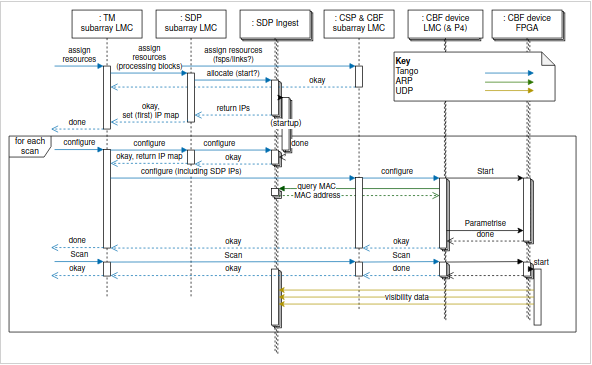 : TM
subarray LMC
: SDP
subarray LMC
: SDP Ingest
: CSP & CBF
subarray LMC
: CBF device
LMC (& P4)
: CBF device
FPGA
assign
resources
assign
resources
(processing blocks)
assign resources
(fsps/links?)
allocate (start?)
okay
Key
Tango
ARP
UDP
okay,
set (first) IP map
return IPs
done
(startup)
for each
scan
configure
configure
configure
done
okay, return IP map
okay
configure (including SDP IPs)
configure
Start
query MAC
MAC address
Parametrise
done
done
okay
okay
Scan
Scan
Scan
start
okay
okay
done
visibility data